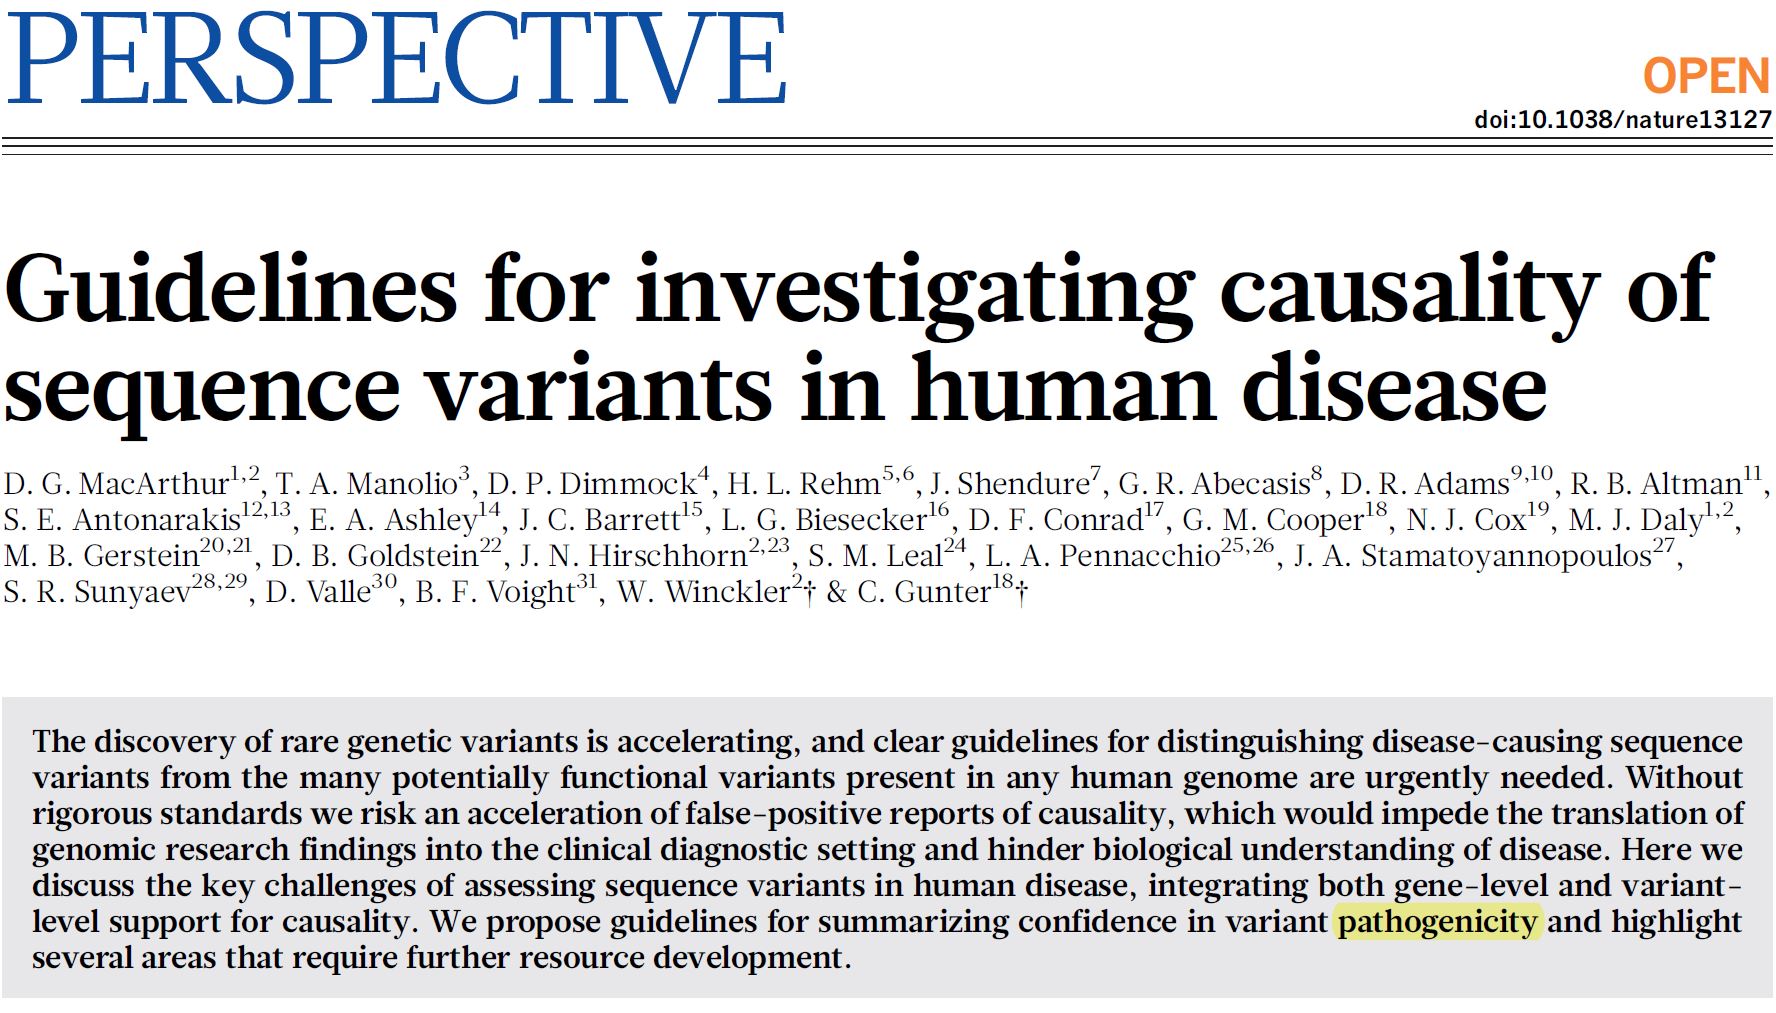 PERSPECTIVE
OPEN
doi:10.1038/nature13127
Guidelines for investigating causality of
sequence variants in human disease
D. G. MacArthur1,2, T. A. Manolio3, D. P. Dimmock4, H. L. Rehm5,6, J. Shendure7, G. R. Abecasis8, D. R. Adams9,10, R. B. Altman11,
S. E. Antonarakis12,13, E. A. Ashley14, J. C. Barrett15, L. G. Biesecker16, D. F. Conrad17, G. M. Cooper18, N. J. Cox19, M. J. Daly1,2,
M. B. Gerstein20,21, D. B. Goldstein22, J. N. Hirschhorn2,23, S. M. Leal24, L. A. Pennacchio25,26, J. A. Stamatoyannopoulos27,
S. R. Sunyaev28,29, D. Valle30, B. F. Voight31, W. Winckler2† & C. Gunter18†
The discovery of rare genetic variants is accelerating, and clear guidelines for distinguishing disease-causing sequence
variants from the many potentially functional variants present in any human genome are urgently needed. Without
rigorous standards we risk an acceleration of false-positive reports of causality, which would impede the translation of
genomic research findings into the clinical diagnostic setting and hinder biological understanding of disease. Here we
discuss the key challenges of assessing sequence variants in human disease, integrating both gene-level and variant-
level support for causality. We propose guidelines for summarizing confidence in variant pathogenicity and highlight
several areas that require further resource development.